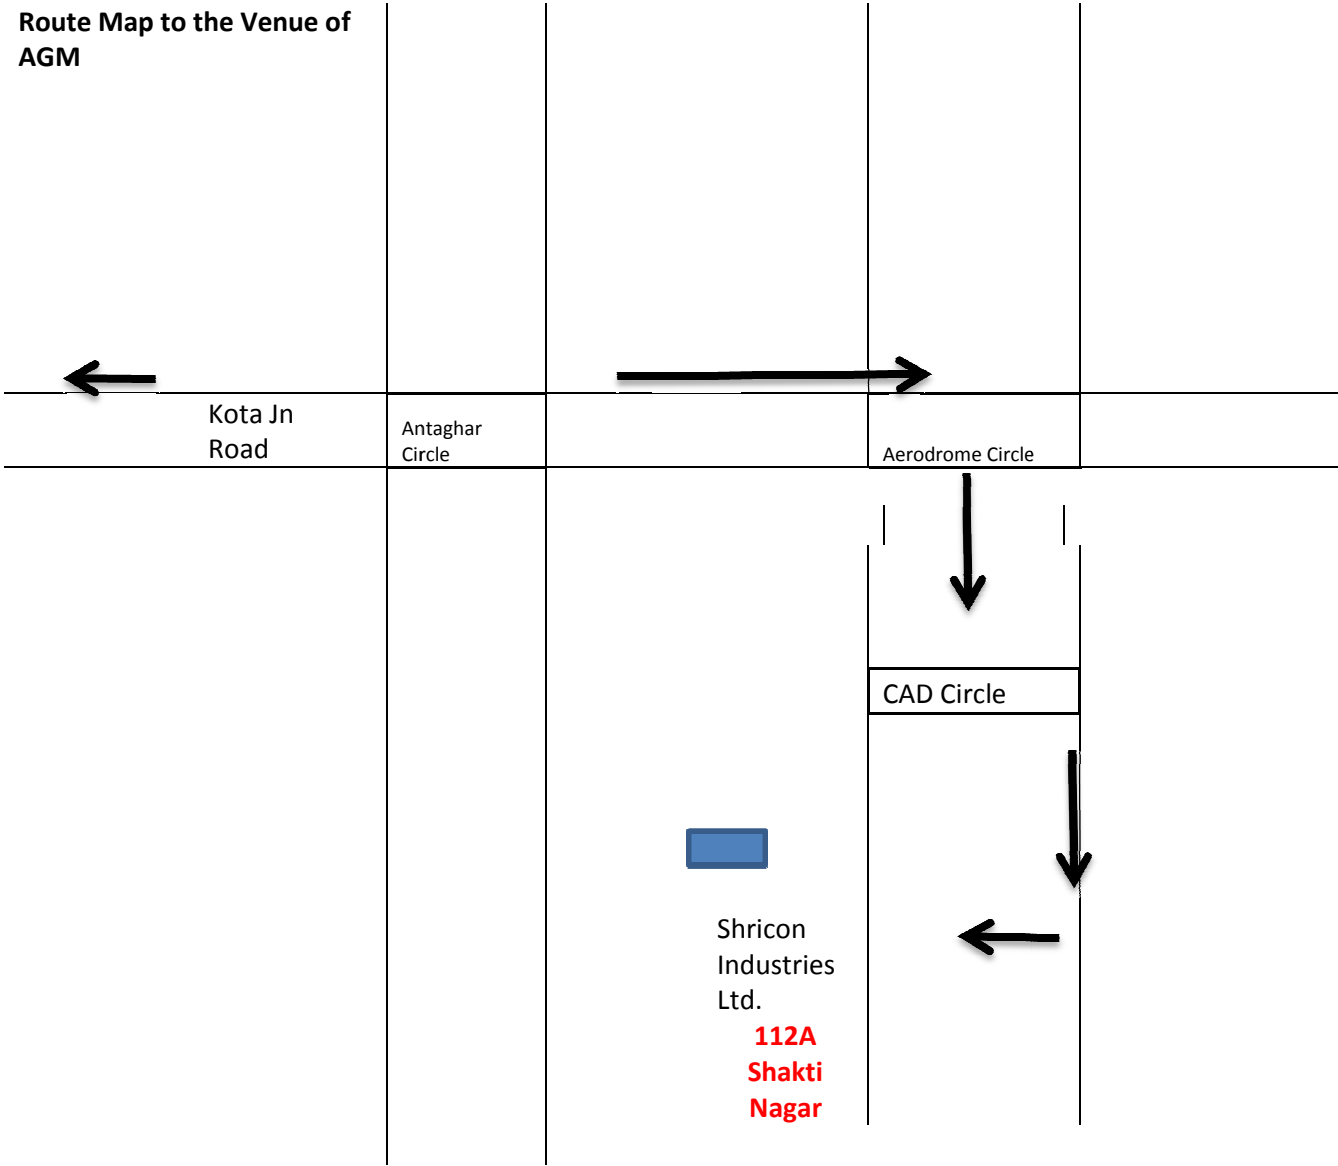 Route Map to the Venue of
AGM
Kota Jn
Road
Antaghar
Circle
Aerodrome Circle
CAD Circle
Shricon
Industries
Ltd.
112A
Shakti
Nagar